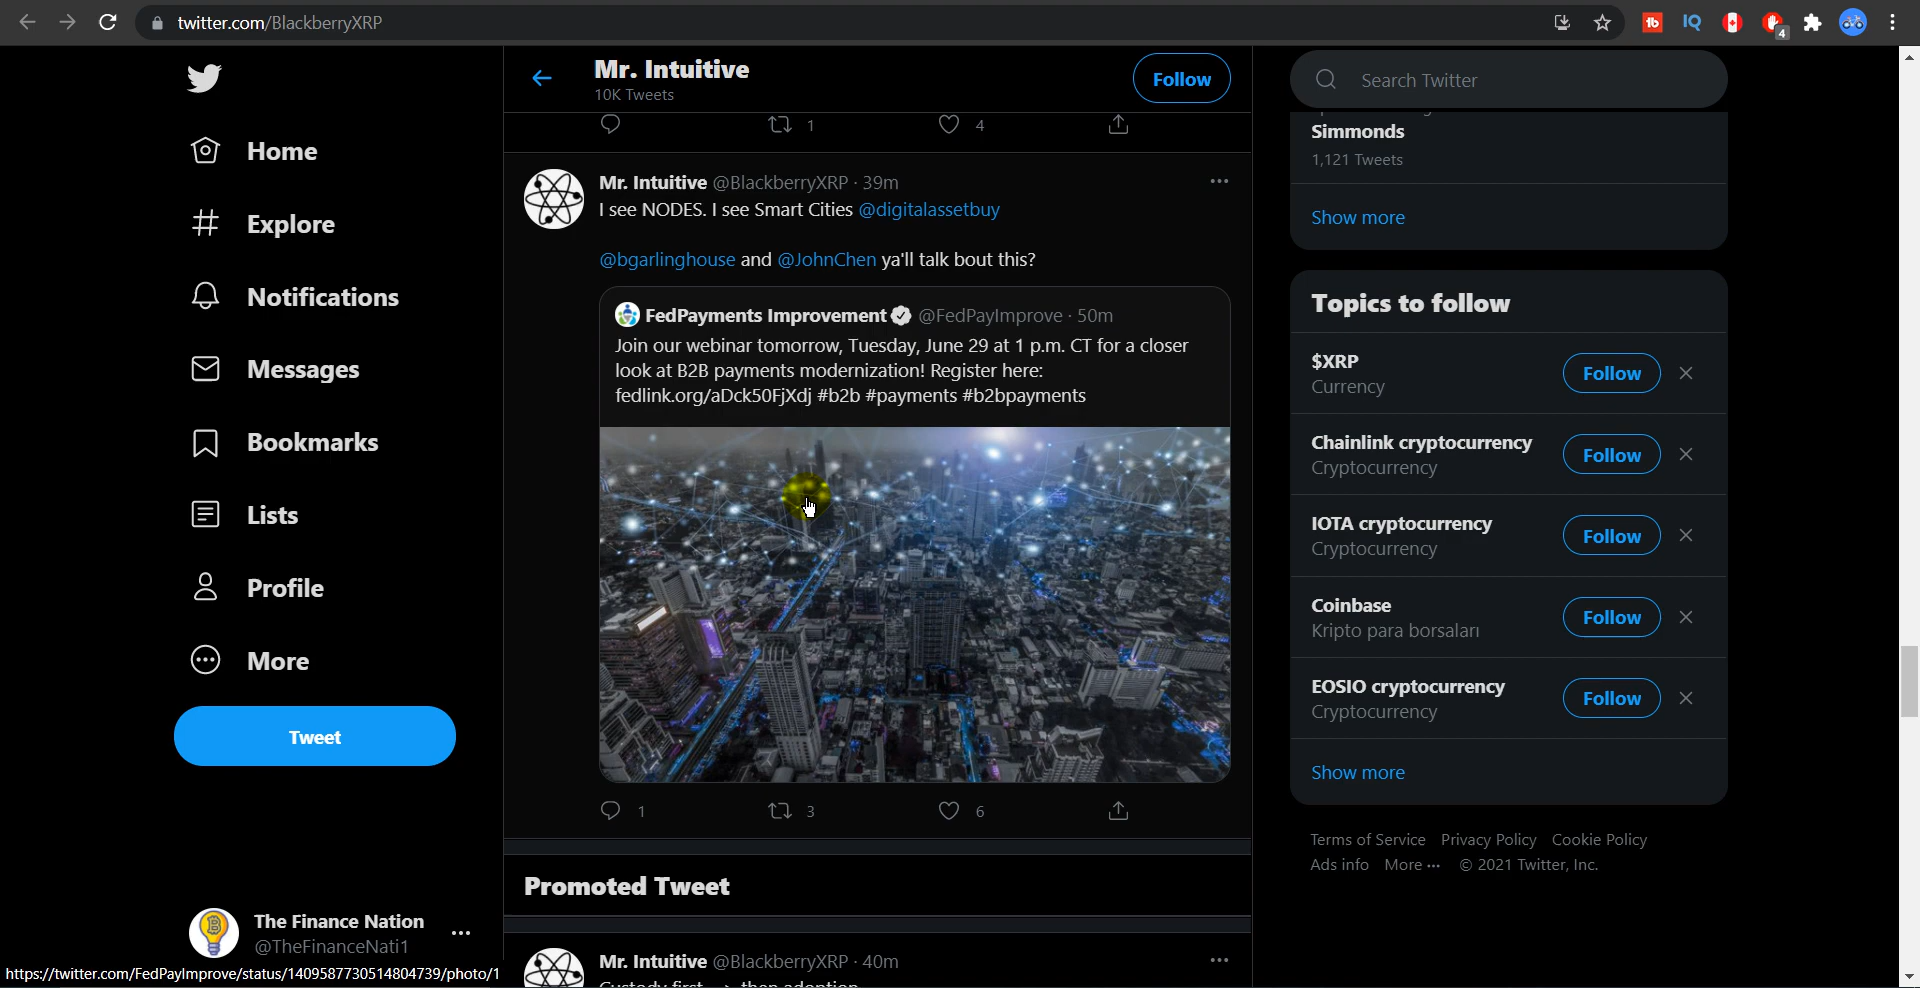 twitter.com/BlackberryXRP
4
Home
Explore
Notifications
Messages
Bookmarks
Lists
Profile
More
Tweet
The Finance Nation
@TheFinanceNati1
https://twitter.com/FedPayImprove/status/1409587730514804739/photo/1
Mr. Intuitive
10K Tweets
Follow
1 4
Mr. Intuitive @BlackberryXRP · 39m
I see NODES. I see Smart Cities @digitalassetbuy
@bgarlinghouse and @JohnChen ya'll talk bout this?
FedPayments Improvement @FedPayImprove · 50m
Join our webinar tomorrow, Tuesday, June 29 at 1 p.m. CT for a closer
look at B2B payments modernization! Register here:
fedlink.org/aDck50FjXdj #b2b #payments #b2bpayments
1 3 6
Promoted Tweet
Mr. Intuitive @BlackberryXRP · 40m
Custody first then adoption
Search Twitter
Simmonds
1,121 Tweets
Show more
Topics to follow
$XRP
Currency
Follow
Chainlink cryptocurrency
Cryptocurrency
Follow
IOTA cryptocurrency
Cryptocurrency
Follow
Coinbase
Kripto para borsaları
Follow
EOSIO cryptocurrency
Cryptocurrency
Follow
Show more
Terms of Service Privacy Policy Cookie Policy
Ads info More ··· © 2021 Twitter, Inc.